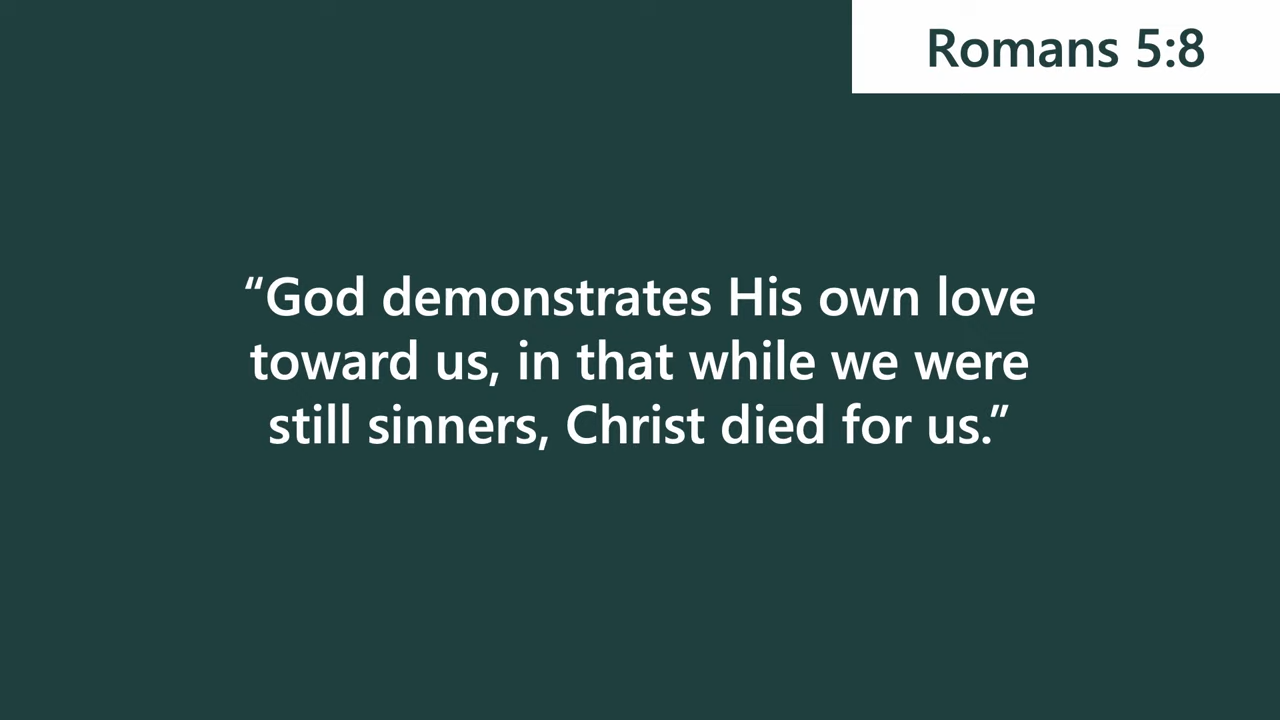 Romans 5:8
“God demonstrates His own love
toward us, in that while we were
still sinners, Christ died for us.”